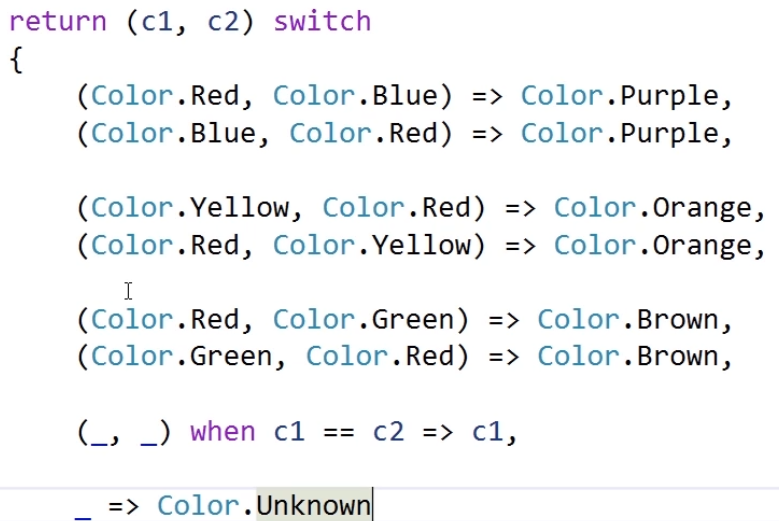 return (c1, c2) switch
{
(Color.Red, Color.Blue) => Color.Purple,
(Color.Blue, Color.Red) => Color.Purple,
(Color.Yellow, Color.Red) => Color.Orange,
(Color.Red, Color.Yellow) => Color.Orange,
(Color.Red, Color.Green) => Color.Brown,
(Color.Green, Color.Red) => Color.Brown,
(_, _) when c1 == c2 => c1,
_ => Color.Unknown